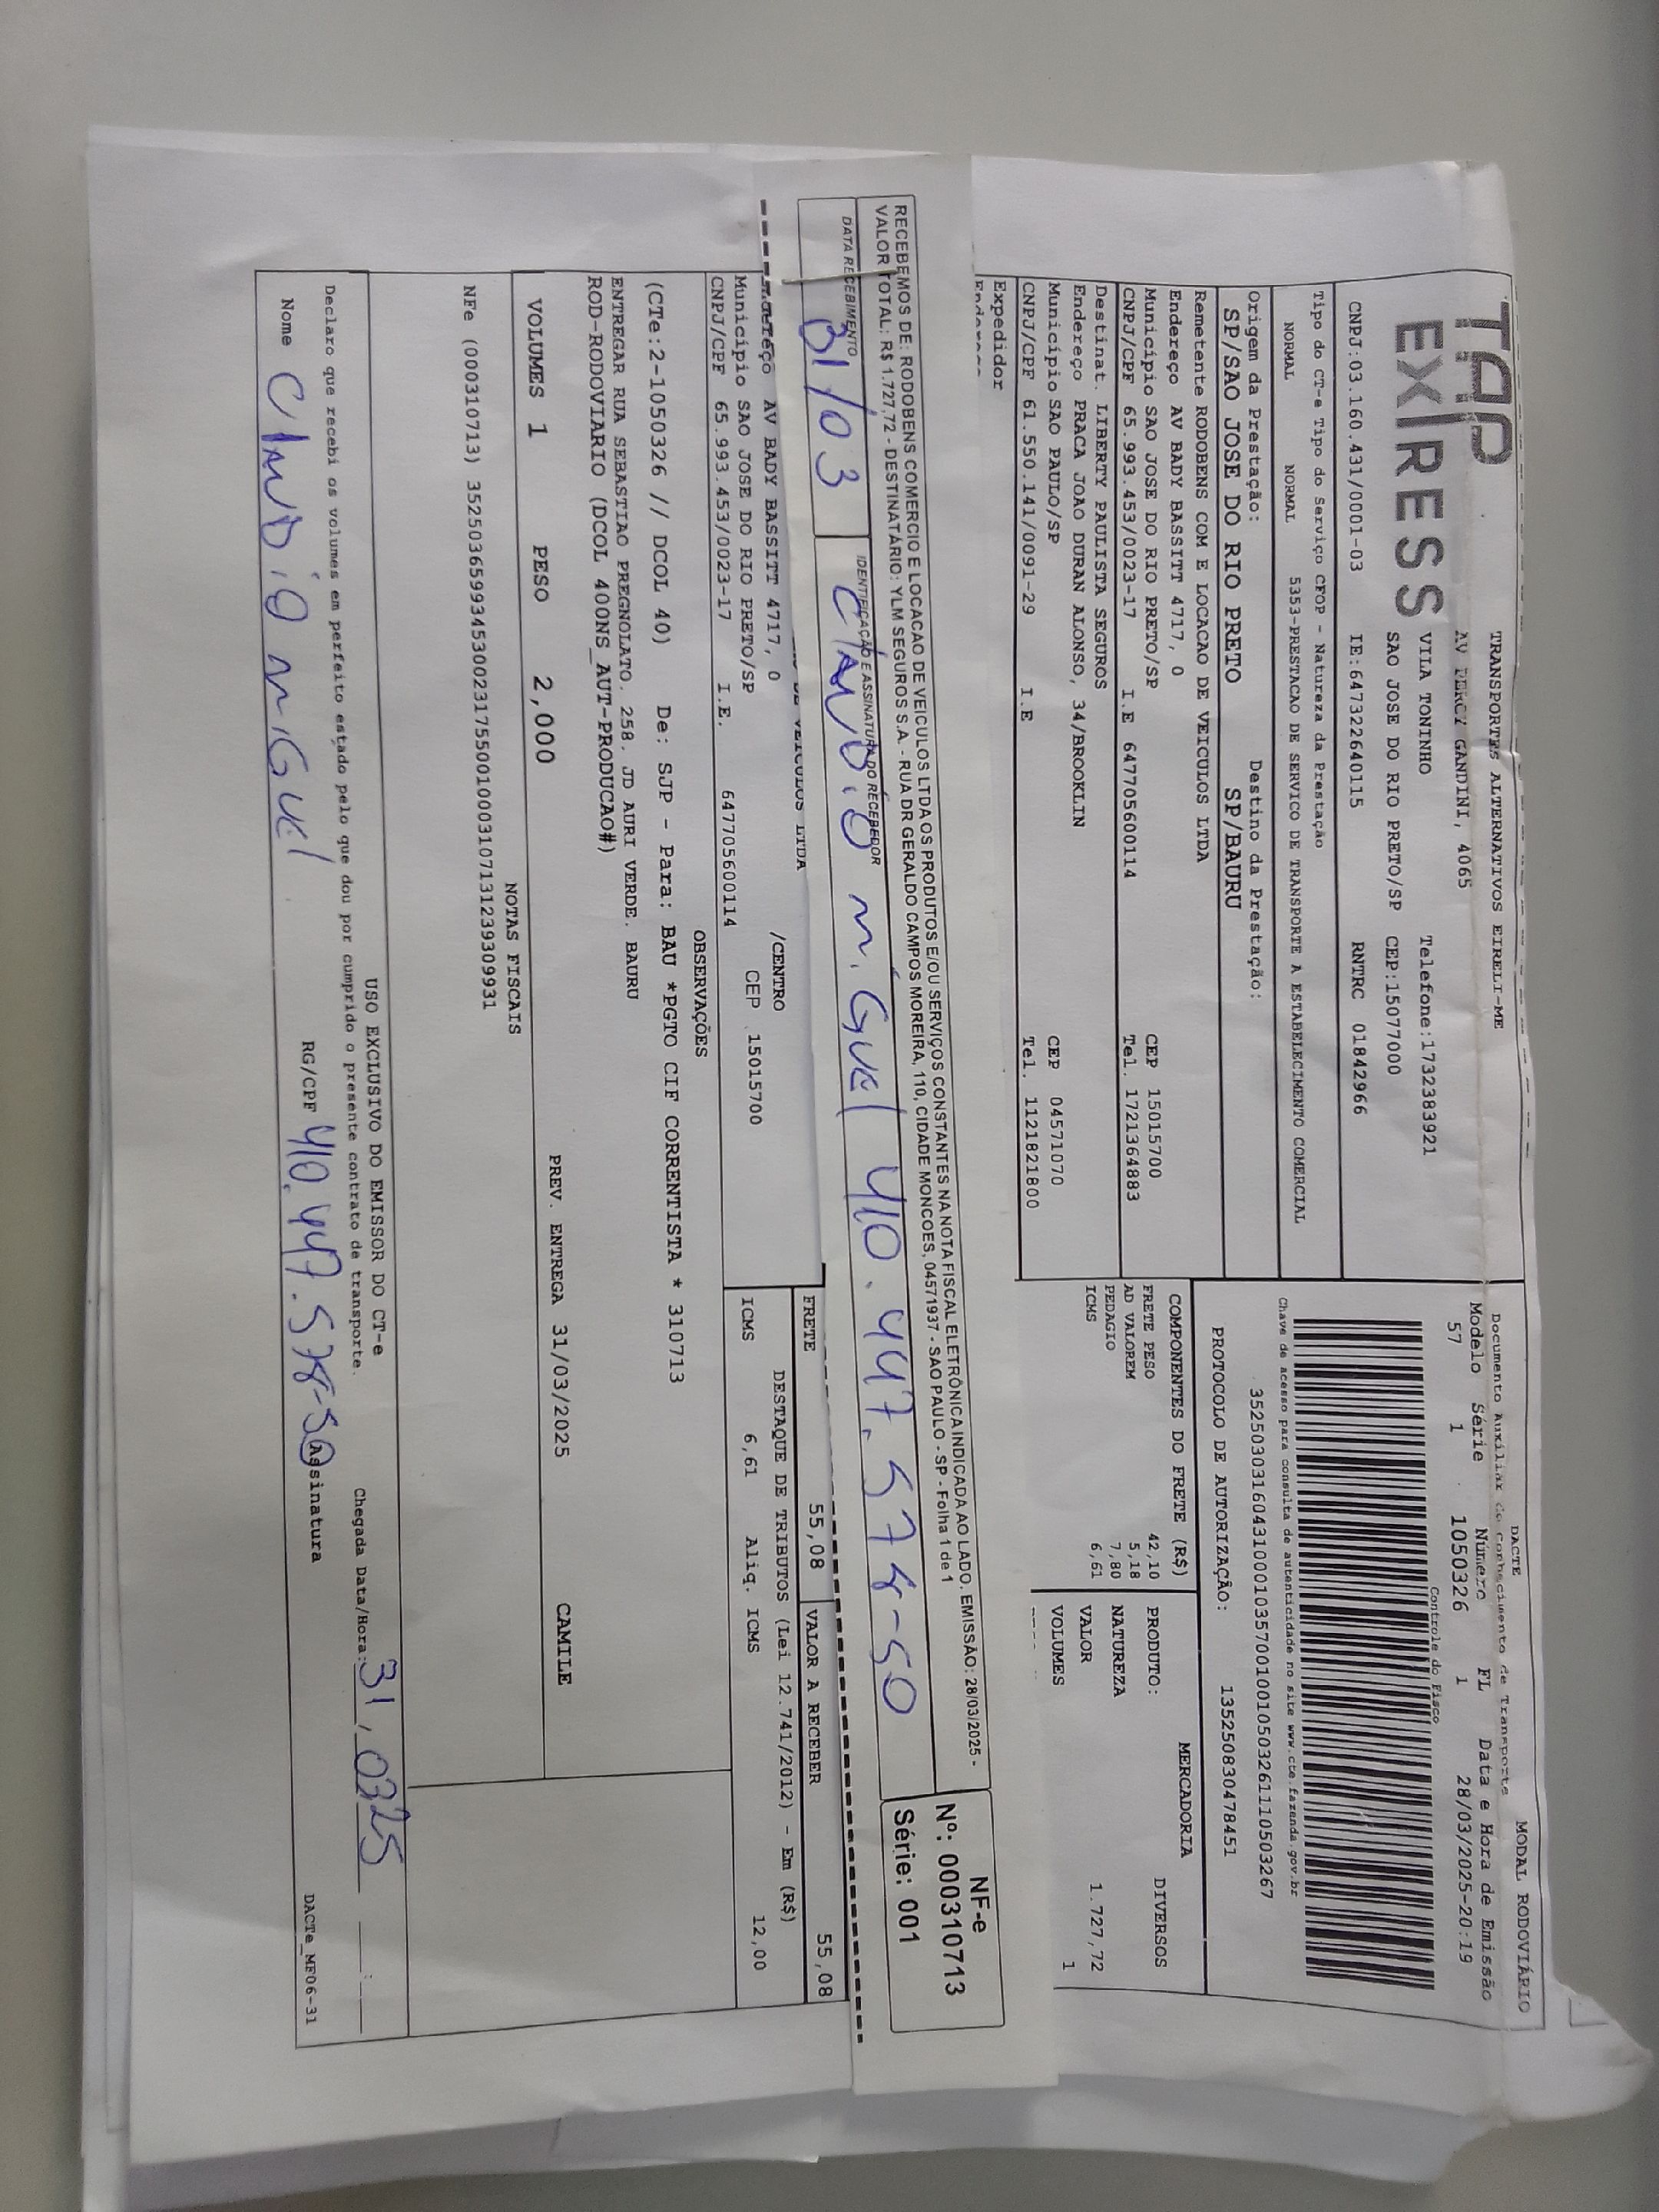 TAP
EX/RESS
TRANSPORTES ALTERNATIVOS EIRELI-ME
AV PERCY GANDINI, 4065
VILA TONINHO Telefone:1732383921
SAO JOSE DO RIO PRETO/SP CEP:15077000
CNPJ:03.160.431/0001-03 IE:647322640115 RNTRC 01842966
Tipo do CT-e Tipo do Serviço CFOP - Natureza da Prestação
NORMAL NORMAL 5353-PRESTACAO DE SERVICO DE TRANSPORTE A ESTABELECIMENTO COMERCIAL
Origem da Prestação: Destino da Prestação:
SP/SAO JOSE DO RIO PRETO SP/BAURU
Remetente RODOBENS COM E LOCACAO DE VEICULOS LTDA
Endereço AV BADY BASSITT 4717, 0
Município SAO JOSE DO RIO PRETO/SP CEP 15015700
CNPJ/CPF 65.993.453/0023-17 I.E 647705600114 Tel. 1721364883
Destinat. LIBERTY PAULISTA SEGUROS
Endereço PRACA JOAO DURAN ALONSO, 34/BROOKLIN
Município SAO PAULO/SP CEP 04571070
CNPJ/CPF 61.550.141/0091-29 I.E Tel. 1121821800
Expedidor
DACTE MODAL RODOVIÁRIO
Documento Auxiliar do Conhecimento de Transporte
Modelo Série Número FL Data e Hora de Emissão
57 1 1050326 1 28/03/2025-20:19
Controle do Fisco
Chave de acesso para consulta de autenticidade no site www.cte.fazenda.gov.br
35250303160431000103570010010503261110503267
PROTOCOLO DE AUTORIZAÇÃO: 135250830478451
COMPONENTES DO FRETE (R$)
FRETE PESO 42,10
AD VALOREM 5,18
PEDAGIO 7,80
ICMS 6,61
MERCADORIA
PRODUTO: DIVERSOS
NATUREZA
VALOR 1.727,72
VOLUMES 1
RECEBEMOS DE: RODOBENS COMERCIO E LOCACAO DE VEICULOS LTDA OS PRODUTOS E/OU SERVIÇOS CONSTANTES NA NOTA FISCAL ELETRÔNICA INDICADA AO LADO. EMISSÃO: 28/03/2025 -
VALOR TOTAL: R$ 1.727,72 - DESTINATÁRIO: YLM SEGUROS S.A. - RUA DR GERALDO CAMPOS MOREIRA, 110, CIDADE MONCOES, 04571937 - SAO PAULO - SP - Folha 1 de 1
DATA RECEBIMENTO IDENTIFICAÇÃO E ASSINATURA DO RECEBEDOR
31/03 CLAUDIO MIGUEL 410.447.578-50
NF-e
Nº: 000310713
Série: 001
DE VEICULOS LTDA
AV BADY BASSITT 4717, 0 /CENTRO
Município SAO JOSE DO RIO PRETO/SP CEP 15015700
CNPJ/CPF 65.993.453/0023-17 I.E. 647705600114
FRETE 55,08 VALOR A RECEBER 55,08
DESTAQUE DE TRIBUTOS (Lei 12.741/2012) - Em (R$)
ICMS 6,61 Aliq. ICMS 12,00
OBSERVAÇÕES
(CTe:2-1050326 // DCOL 40) De: SJP - Para: BAU *PGTO CIF CORRENTISTA * 310713
ENTREGAR RUA SEBASTIAO PREGNOLATO. 258. JD AURI VERDE. BAURU
ROD-RODOVIARIO (DCOL 400NS_AUT-PRODUCAO#)
VOLUMES 1 PESO 2,000 PREV. ENTREGA 31/03/2025 CAMILE
NOTAS FISCAIS
NFe (000310713) 35250365993453002317550010003107131239309931
USO EXCLUSIVO DO EMISSOR DO CT-e
Declaro que recebi os volumes em perfeito estado pelo que dou por cumprido o presente contrato de transporte. Chegada Data/Hora: 31/0325
Nome CLAUDIO MIGUEL RG/CPF 410.447.578-50 Assinatura
DACTe_MF06-31